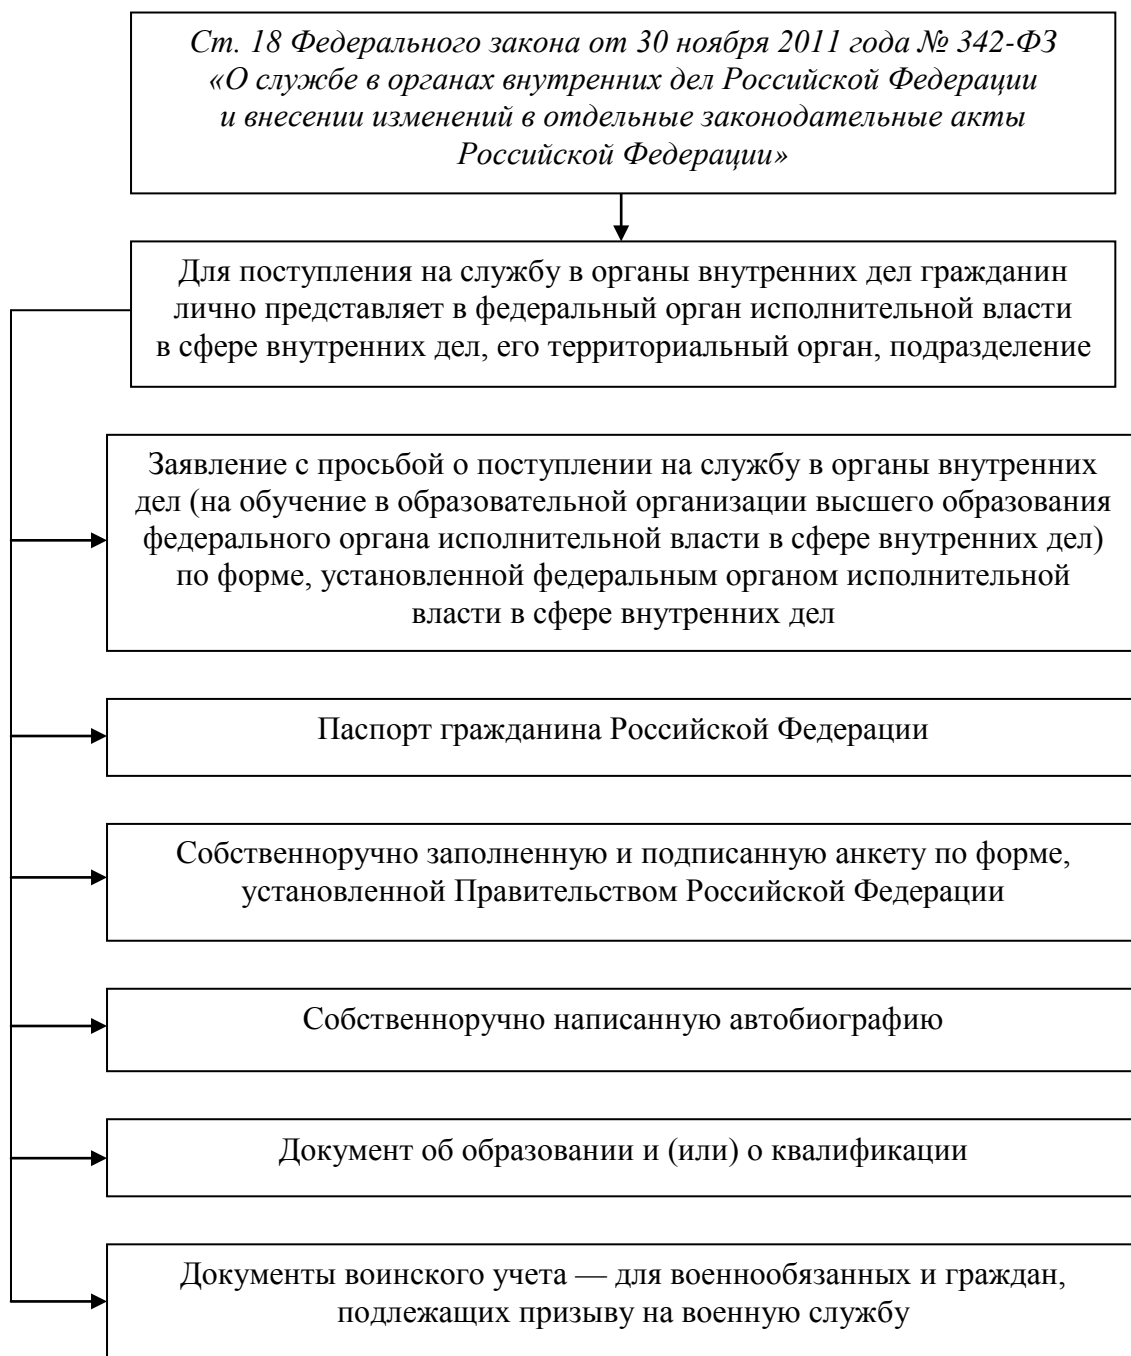 Ст. 18 Федерального закона от 30 ноября 2011 года № 342-ФЗ
«О службе в органах внутренних дел Российской Федерации
и внесении изменений в отдельные законодательные акты
Российской Федерации»
Для поступления на службу в органы внутренних дел гражданин
лично представляет в федеральный орган исполнительной власти
в сфере внутренних дел, его территориальный орган, подразделение
Заявление с просьбой о поступлении на службу в органы внутренних
дел (на обучение в образовательной организации высшего образования
федерального органа исполнительной власти в сфере внутренних дел)
по форме, установленной федеральным органом исполнительной
власти в сфере внутренних дел
Паспорт гражданина Российской Федерации
Собственноручно заполненную и подписанную анкету по форме,
установленной Правительством Российской Федерации
Собственноручно написанную автобиографию
Документ об образовании и (или) о квалификации
Документы воинского учета — для военнообязанных и граждан,
подлежащих призыву на военную службу